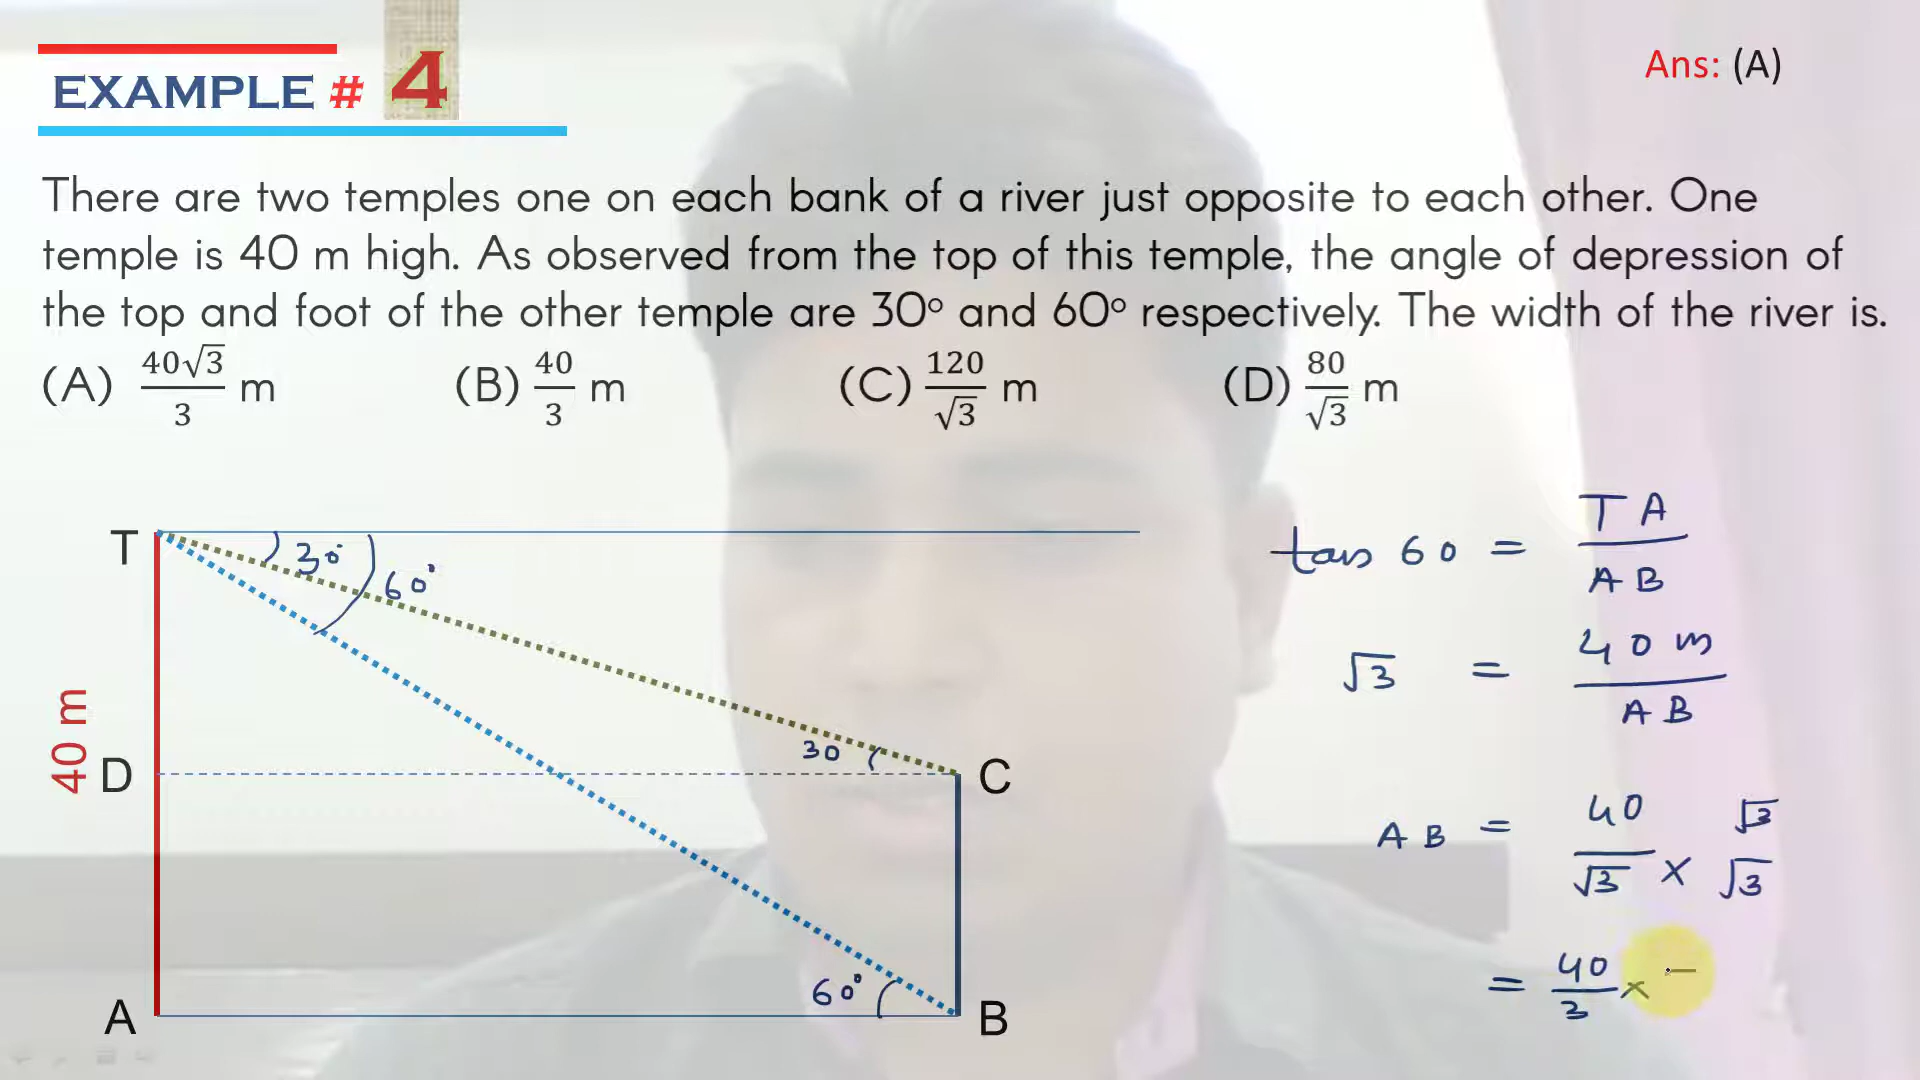 EXAMPLE # 4
Ans: (A)
There are two temples one on each bank of a river just opposite to each other. One
temple is 40 m high. As observed from the top of this temple, the angle of depression of
the top and foot of the other temple are 30° and 60° respectively. The width of the river is.
(A) 40√3/3 m (B) 40/3 m (C) 120/√3 m (D) 80/√3 m
T
30°
60°
40 m
D
30
C
A
60°
B
tan 60 = TA/AB
√3 = 40 m/AB
AB = 40/√3 × √3/√3
= 40/3 ×